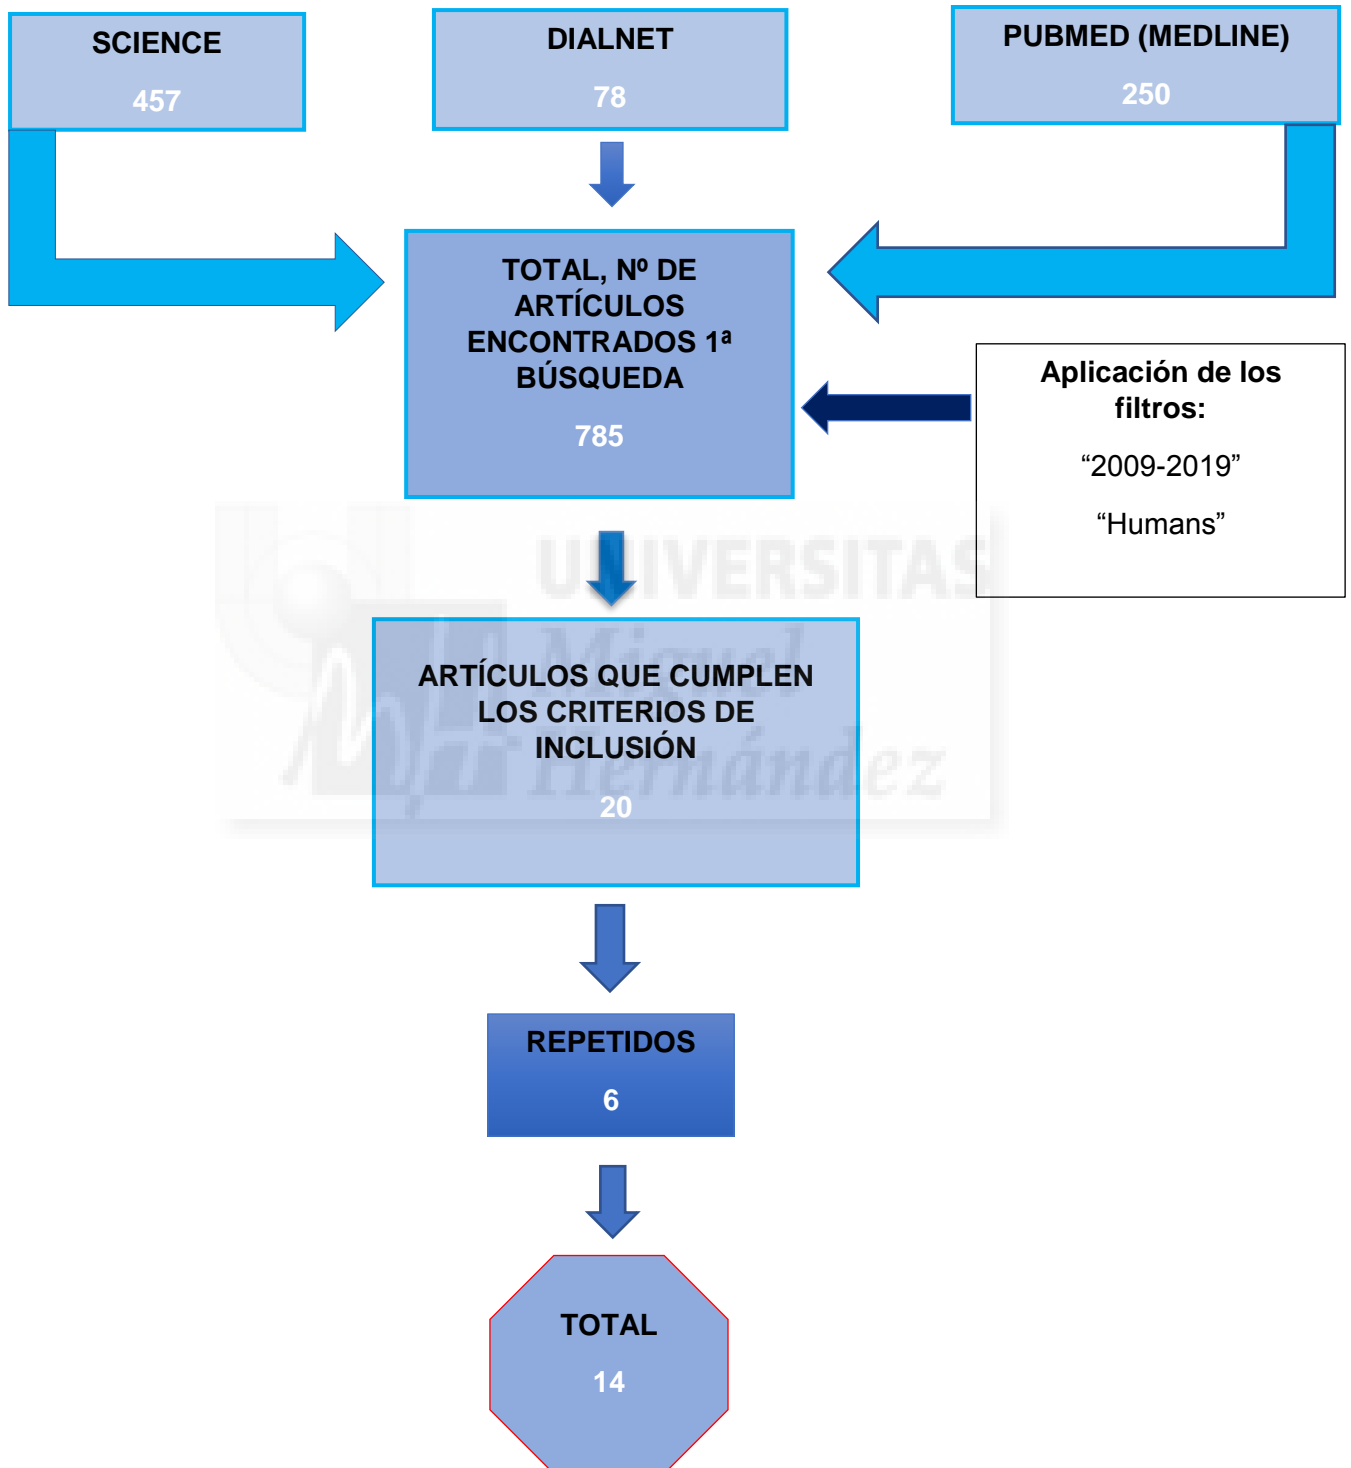 SCIENCE
457
DIALNET
78
PUBMED (MEDLINE)
250
TOTAL, Nº DE
ARTÍCULOS
ENCONTRADOS 1ª
BÚSQUEDA
785
Aplicación de los
filtros:
“2009-2019”
“Humans”
UNIVERSITAS
Miguel
Hernández
ARTÍCULOS QUE CUMPLEN
LOS CRITERIOS DE
INCLUSIÓN
20
REPETIDOS
6
TOTAL
14